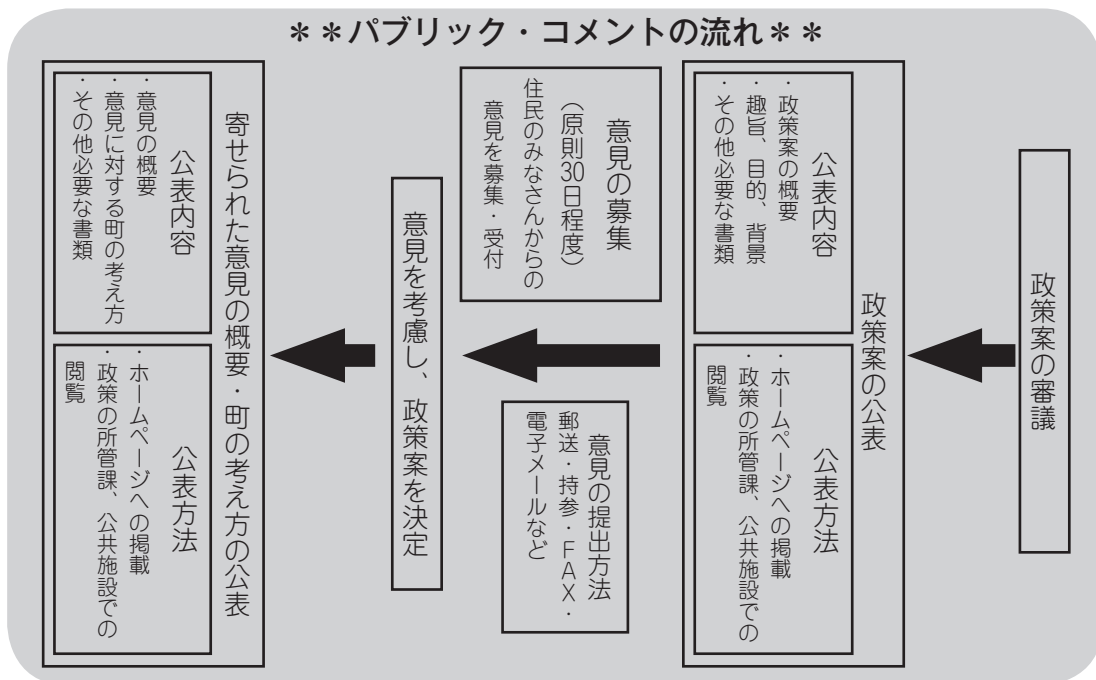 ＊＊パブリック・コメントの流れ＊＊
政策案の審議
政策案の公表
公表内容
・政策案の概要
・趣旨、目的、背景
・その他必要な書類
公表方法
・ホームページへの掲載
・政策の所管課、公共施設での
閲覧
意見の募集
（原則30日程度）
住民のみなさんからの
意見を募集・受付
意見の提出方法
郵送・持参・FAX・
電子メールなど
意見を考慮し、政策案を決定
寄せられた意見の概要・町の考え方の公表
公表内容
・意見の概要
・意見に対する町の考え方
・その他必要な書類
公表方法
・ホームページへの掲載
・政策の所管課、公共施設での
閲覧